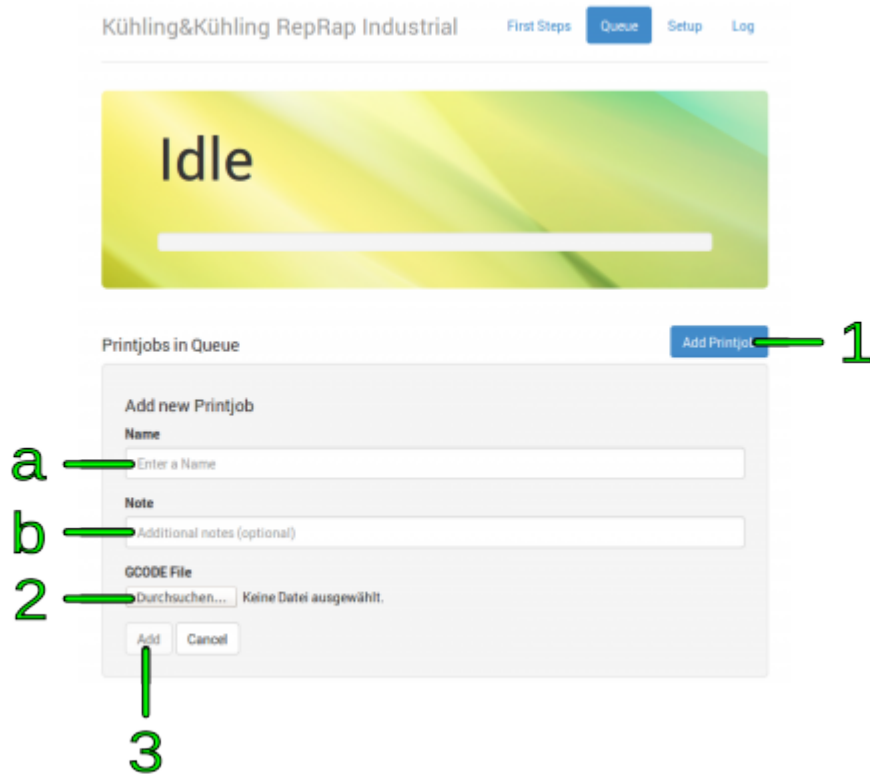 Kühling&Kühling RepRap Industrial First Steps Queue Setup Log
Idle
Printjobs in Queue Add Printjob 1
Add new Printjob
Name
a Enter a Name
Note
b Additional notes (optional)
GCODE File
2 Durchsuchen... Keine Datei ausgewählt.
Add Cancel
3